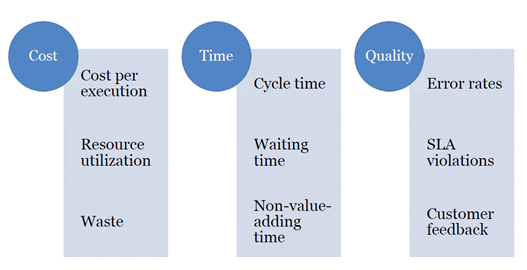 Cost
Cost per
execution
Resource
utilization
Waste
Time
Cycle time
Waiting
time
Non-value-
adding
time
Quality
Error rates
SLA
violations
Customer
feedback